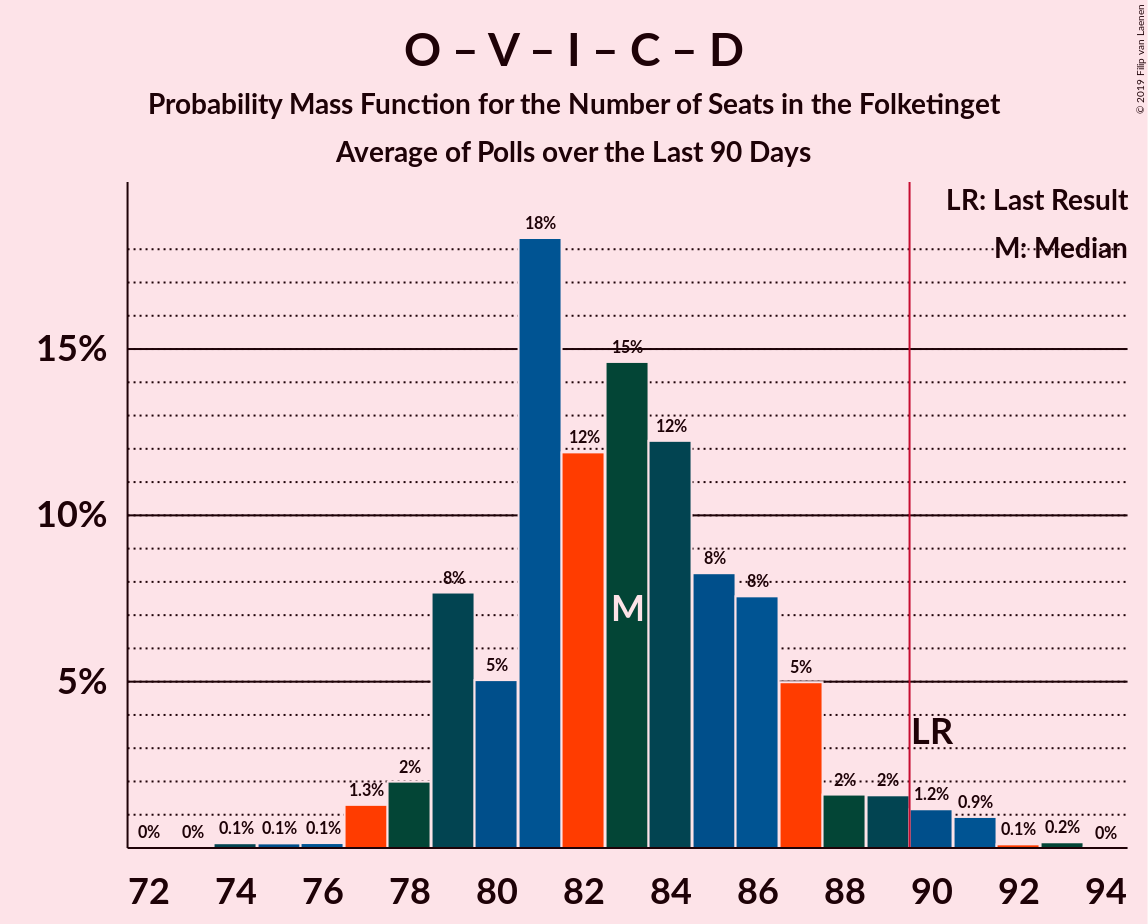 O – V – I – C – D
Probability Mass Function for the Number of Seats in the Folketinget
Average of Polls over the Last 90 Days
© 2019 Filip van Laenen
LR: Last Result
M: Median
15%
10%
5%
0% 0% 0.1% 0.1% 0.1% 1.3% 2% 8% 5% 18% 12% 15% 12% 8% 8% 5% 2% 2% 1.2% 0.9% 0.1% 0.2% 0%
M
LR
72 74 76 78 80 82 84 86 88 90 92 94